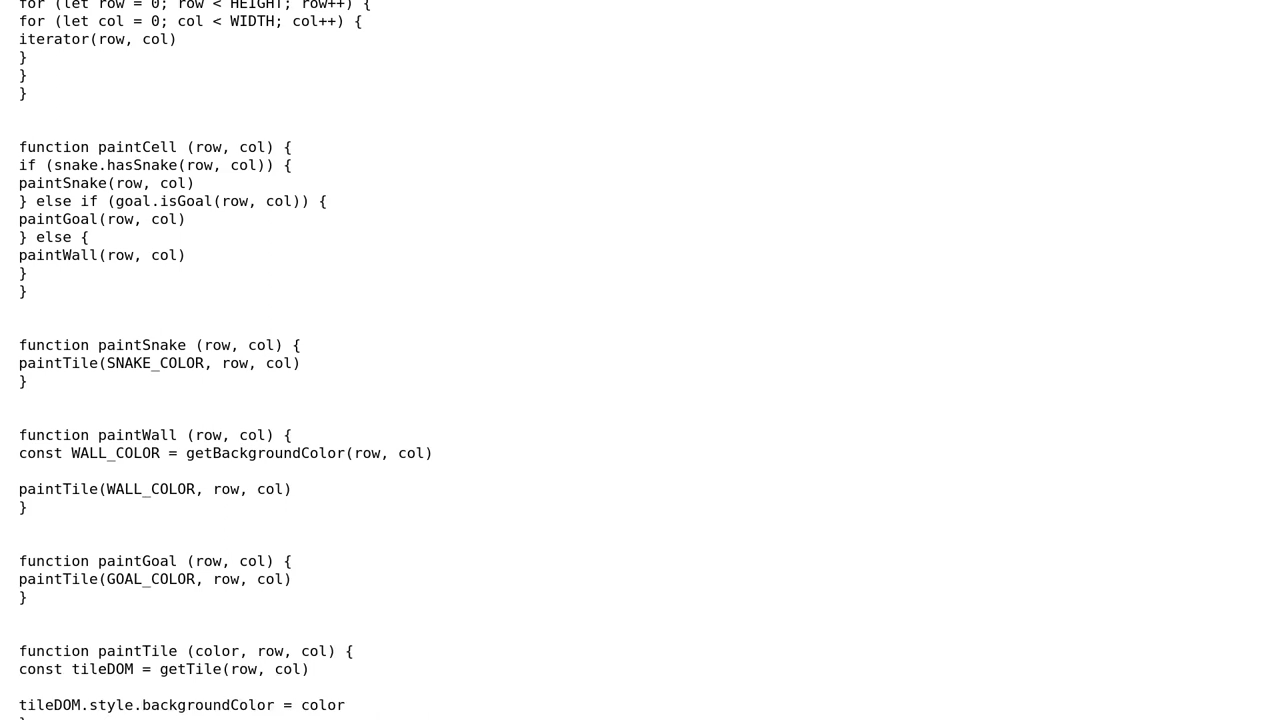 for (let row = 0; row < HEIGHT; row++) {
for (let col = 0; col < WIDTH; col++) {
iterator(row, col)
}
}
}
function paintCell (row, col) {
if (snake.hasSnake(row, col)) {
paintSnake(row, col)
} else if (goal.isGoal(row, col)) {
paintGoal(row, col)
} else {
paintWall(row, col)
}
}
function paintSnake (row, col) {
paintTile(SNAKE_COLOR, row, col)
}
function paintWall (row, col) {
const WALL_COLOR = getBackgroundColor(row, col)
paintTile(WALL_COLOR, row, col)
}
function paintGoal (row, col) {
paintTile(GOAL_COLOR, row, col)
}
function paintTile (color, row, col) {
const tileDOM = getTile(row, col)
tileDOM.style.backgroundColor = color
}